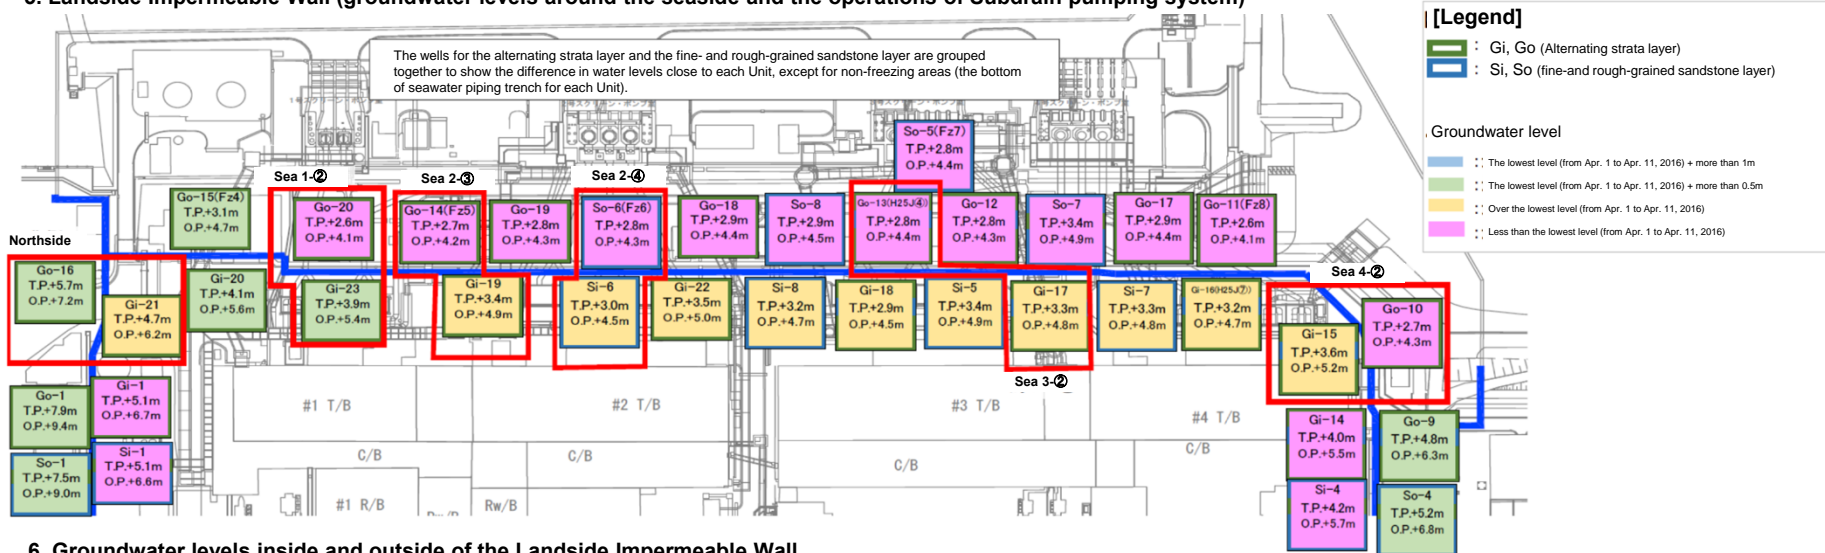 5. Landside Impermeable Wall (groundwater levels around the seaside and the operations of Subdrain pumping system)
[Legend]
: Gi, Go (Alternating strata layer)
: Si, So (fine-and rough-grained sandstone layer)
Groundwater level
: The lowest level (from Apr. 1 to Apr. 11, 2016) + more than 1m
: The lowest level (from Apr. 1 to Apr. 11, 2016) + more than 0.5m
: Over the lowest level (from Apr. 1 to Apr. 11, 2016)
: Less than the lowest level (from Apr. 1 to Apr. 11, 2016)
The wells for the alternating strata layer and the fine- and rough-grained sandstone layer are grouped
together to show the difference in water levels close to each Unit, except for non-freezing areas (the bottom
of seawater piping trench for each Unit).
So-5(Fz7)
T.P.+2.8m
O.P.+4.4m
Sea 1-②
Sea 2-③
Sea 2-④
Go-15(Fz4)
T.P.+3.1m
O.P.+4.7m
Go-20
T.P.+2.6m
O.P.+4.1m
Go-14(Fz5)
T.P.+2.7m
O.P.+4.2m
Go-19
T.P.+2.8m
O.P.+4.3m
So-6(Fz6)
T.P.+2.8m
O.P.+4.3m
Go-18
T.P.+2.9m
O.P.+4.4m
So-8
T.P.+2.9m
O.P.+4.5m
Go-13(H25J④)
T.P.+2.8m
O.P.+4.4m
Go-12
T.P.+2.8m
O.P.+4.3m
So-7
T.P.+3.4m
O.P.+4.9m
Go-17
T.P.+2.9m
O.P.+4.4m
Go-11(Fz8)
T.P.+2.6m
O.P.+4.1m
Northside
Go-16
T.P.+5.7m
O.P.+7.2m
Gi-21
T.P.+4.7m
O.P.+6.2m
Gi-20
T.P.+4.1m
O.P.+5.6m
Gi-23
T.P.+3.9m
O.P.+5.4m
Gi-19
T.P.+3.4m
O.P.+4.9m
Si-6
T.P.+3.0m
O.P.+4.5m
Gi-22
T.P.+3.5m
O.P.+5.0m
Si-8
T.P.+3.2m
O.P.+4.7m
Gi-18
T.P.+2.9m
O.P.+4.5m
Si-5
T.P.+3.4m
O.P.+4.9m
Gi-17
T.P.+3.3m
O.P.+4.8m
Si-7
T.P.+3.3m
O.P.+4.8m
Gi-16(H25J⑦)
T.P.+3.2m
O.P.+4.7m
Sea 4-②
Gi-15
T.P.+3.6m
O.P.+5.2m
Go-10
T.P.+2.7m
O.P.+4.3m
Sea 3-②
Go-1
T.P.+7.9m
O.P.+9.4m
Gi-1
T.P.+5.1m
O.P.+6.7m
So-1
T.P.+7.5m
O.P.+9.0m
Si-1
T.P.+5.1m
O.P.+6.6m
#1 T/B
#2 T/B
#3 T/B
#4 T/B
C/B
C/B
C/B
C/B
#1 R/B
Rw/B
Rw/B
Gi-14
T.P.+4.0m
O.P.+5.5m
Go-9
T.P.+4.8m
O.P.+6.3m
Si-4
T.P.+4.2m
O.P.+5.7m
So-4
T.P.+5.2m
O.P.+6.8m
6. Groundwater levels inside and outside of the Landside Impermeable Wall